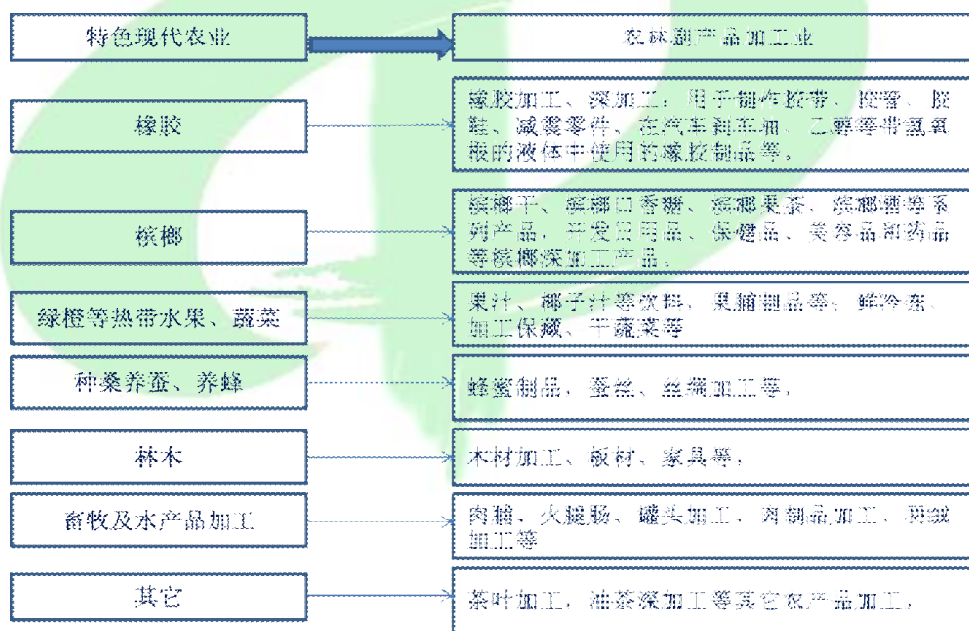 特色现代农业
农林副产品加工业
橡胶
橡胶加工、深加工，用于制作胶带、胶管、胶
鞋、减震零件、在汽车刹车油、乙醇等带氢氧
根的液体中使用的橡胶制品等。
槟榔
槟榔干、槟榔口香糖、槟榔果茶、槟榔酒等系
列产品，开发日用品、保健品、美容品和药品
等槟榔深加工产品。
绿橙等热带水果、蔬菜
果汁、椰子汁等饮料，果脯制品等，鲜冷冻、
加工保藏、干蔬菜等
种桑养蚕、养蜂
蜂蜜制品，蚕丝、丝绸加工等。
林木
木材加工、板材、家具等。
畜牧及水产品加工
肉脯，火腿肠、罐头加工，肉制品加工、羽绒
加工等
其它
茶叶加工，油茶深加工等其它农产品加工。